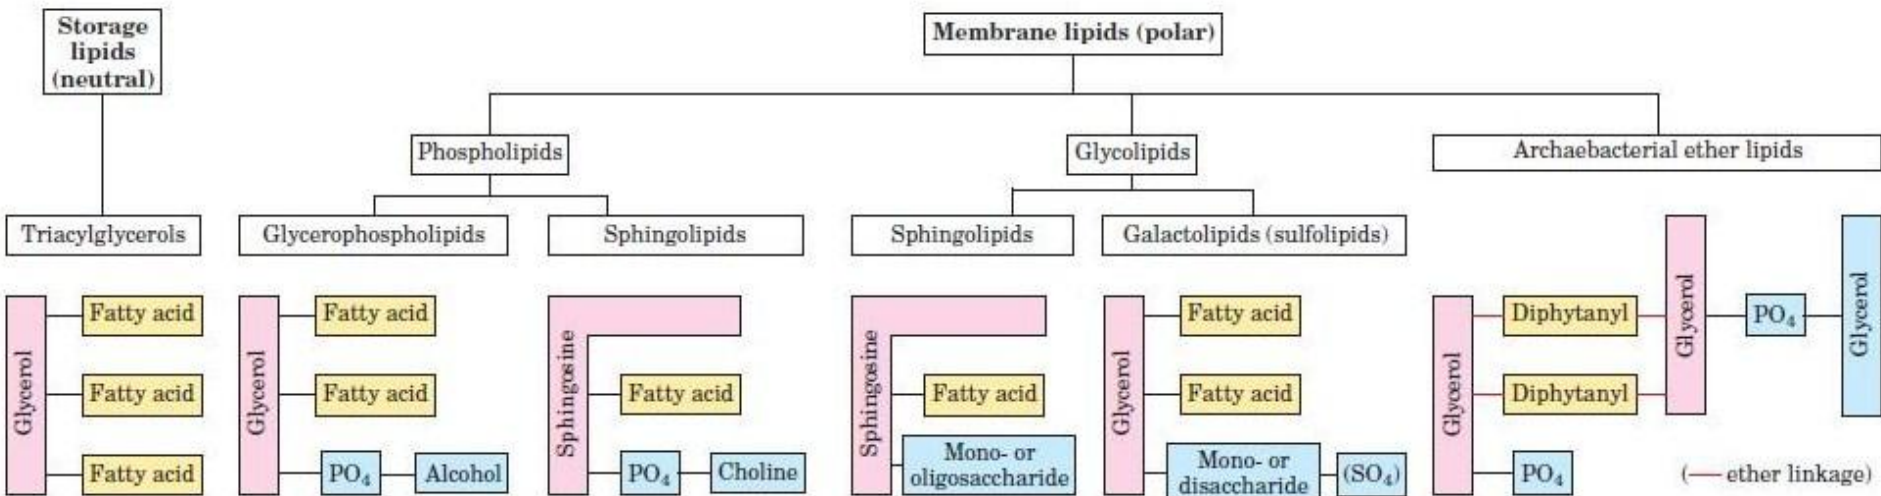 Storage
lipids
(neutral)
Membrane lipids (polar)
Phospholipids
Glycolipids
Archaebacterial ether lipids
Triacylglycerols
Glycerophospholipids
Sphingolipids
Sphingolipids
Galactolipids (sulfolipids)
Glycerol
Fatty acid
Fatty acid
Fatty acid
Glycerol
Fatty acid
Fatty acid
PO₄
Alcohol
Sphingosine
Fatty acid
PO₄
Choline
Sphingosine
Fatty acid
Mono- or
oligosaccharide
Glycerol
Fatty acid
Fatty acid
Mono- or
disaccharide
(SO₄)
Glycerol
Diphytanyl
Diphytanyl
PO₄
Glycerol
PO₄
Glycerol
(— ether linkage)